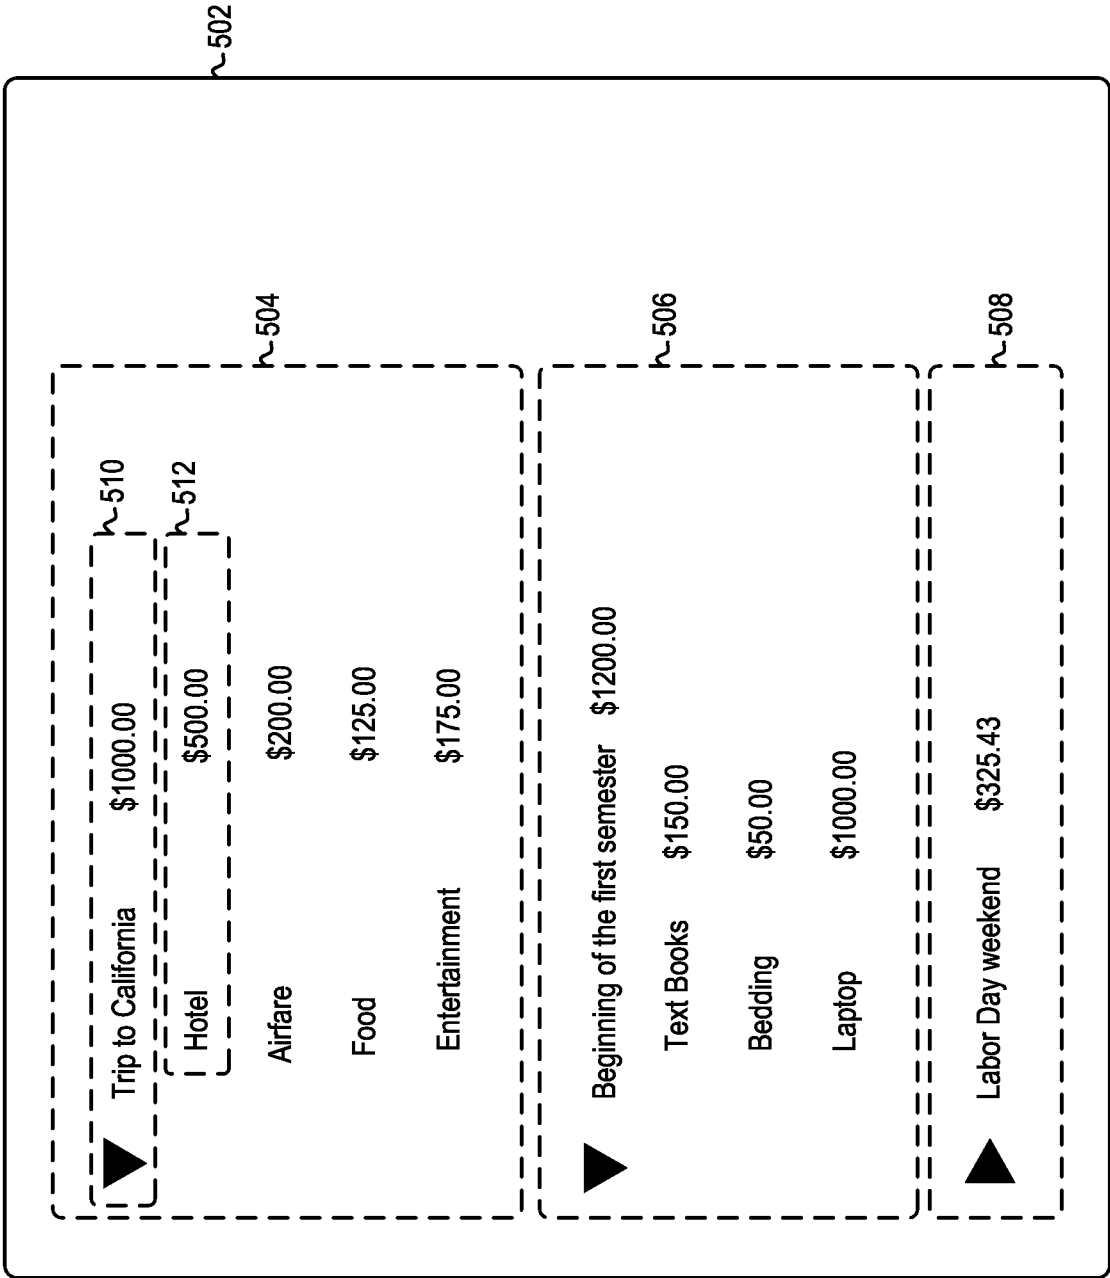 502
504
510
Trip to California $1000.00
512
Hotel $500.00
Airfare $200.00
Food $125.00
Entertainment $175.00
506
Beginning of the first semester $1200.00
Text Books $150.00
Bedding $50.00
Laptop $1000.00
508
Labor Day weekend $325.43